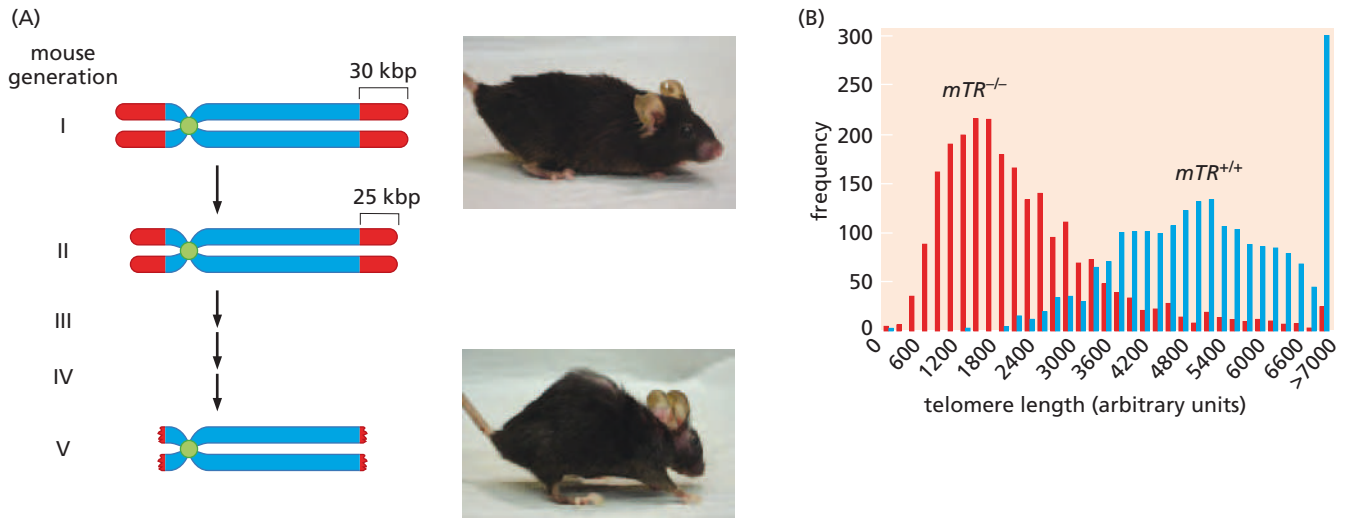 (A)
mouse
generation
30 kbp
I
25 kbp
II
III
IV
V
(B)
300
250
200
150
100
50
0
frequency
mTR–/–
mTR+/+
0
600
1200
1800
2400
3000
3600
4200
4800
5400
6000
6600
>7000
telomere length (arbitrary units)